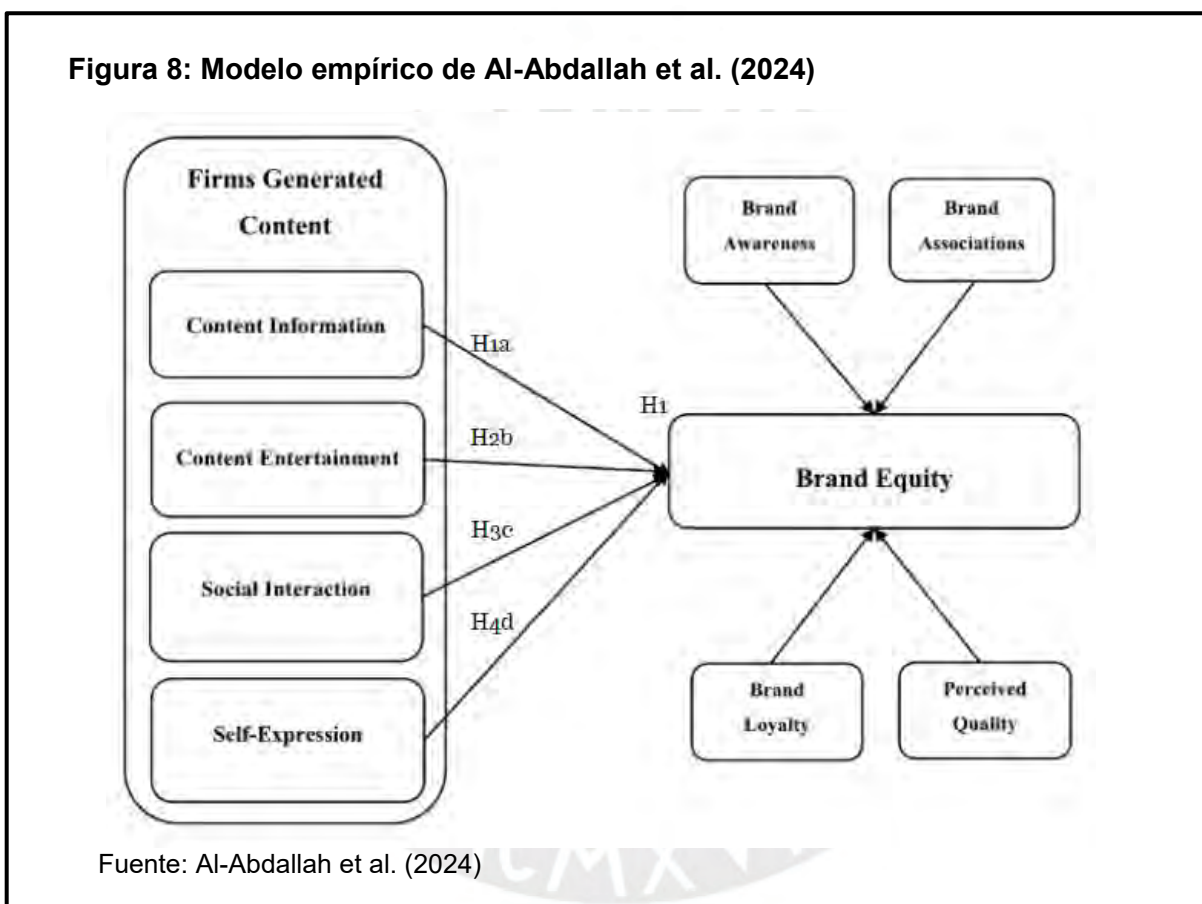 Figura 8: Modelo empírico de Al-Abdallah et al. (2024)
Firms Generated
Content
Content Information
Content Entertainment
Social Interaction
Self-Expression
H1a
H2b
H3c
H4d
H1
Brand
Awareness
Brand
Associations
Brand Equity
Brand
Loyalty
Perceived
Quality
Fuente: Al-Abdallah et al. (2024)